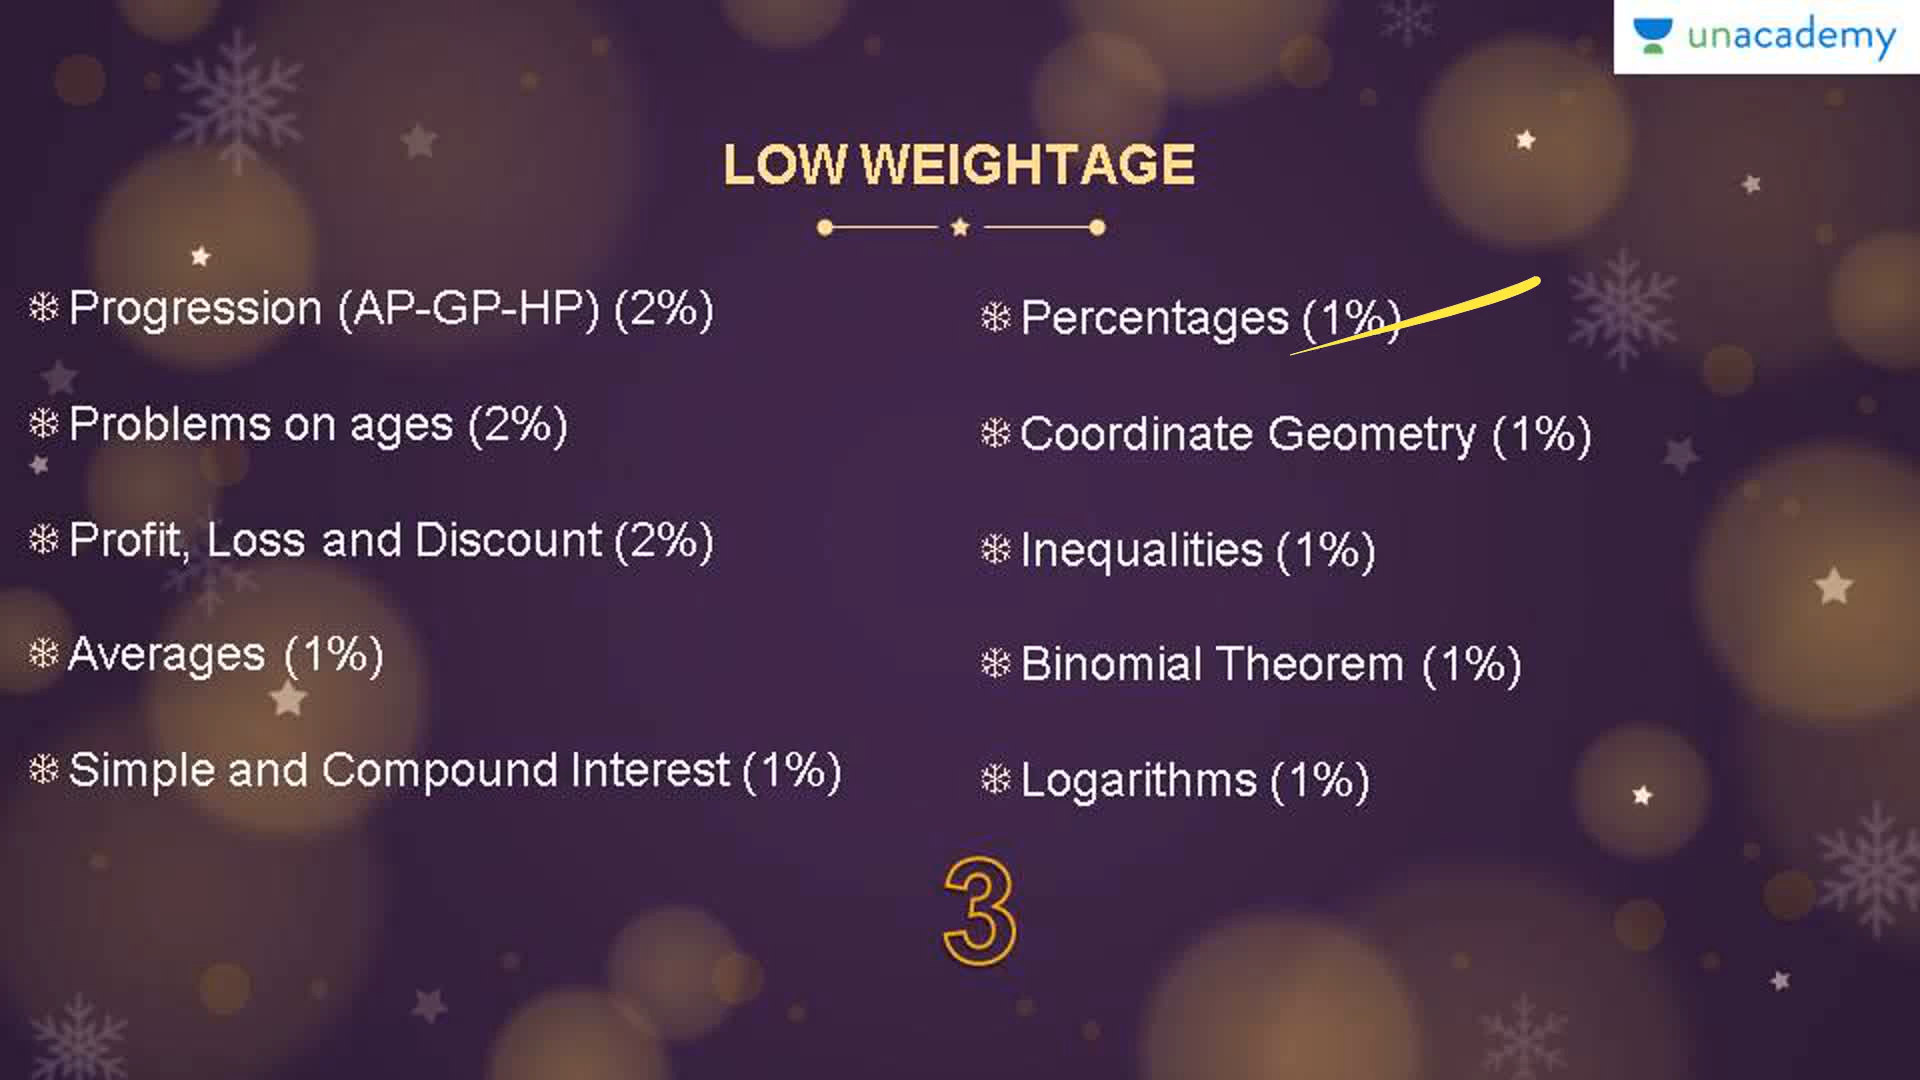 unacademy
LOW WEIGHTAGE
Progression (AP-GP-HP) (2%)
Problems on ages (2%)
Profit, Loss and Discount (2%)
Averages (1%)
Simple and Compound Interest (1%)
Percentages (1%)
Coordinate Geometry (1%)
Inequalities (1%)
Binomial Theorem (1%)
Logarithms (1%)
3